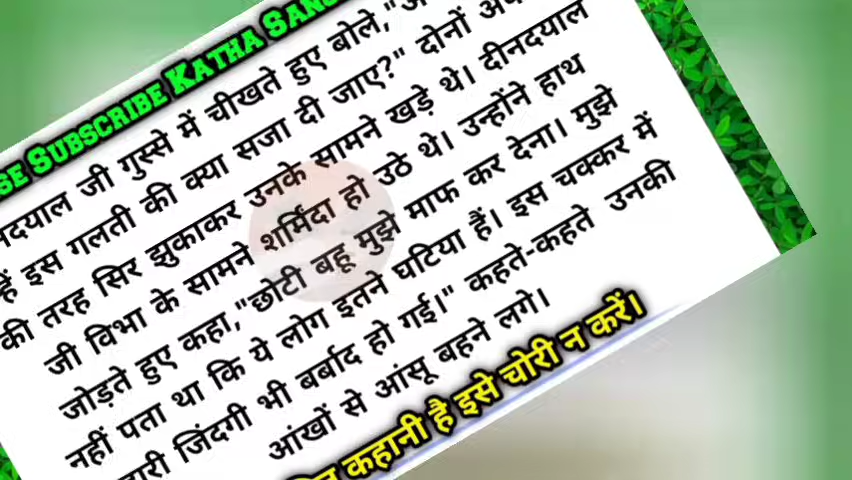 SUBSCRIBE KATHA
जी गुस्से में चीखते हुए बोले,"
इस गलती की क्या सजा दी जाए?" दोनों
की तरह सिर झुकाकर उनके सामने खड़े थे। दीनदयाल
जी विभा के सामने शर्मिंदा हो उठे थे। उन्होंने हाथ
जोड़ते हुए कहा,"छोटी बहू मुझे माफ कर देना। मुझे
नहीं पता था कि ये लोग इतने घटिया हैं। इस चक्कर में
जिंदगी भी बर्बाद हो गई।" कहते-कहते उनकी
आंखों से आंसू बहने लगे।
कहानी है इसे चोरी न करें।